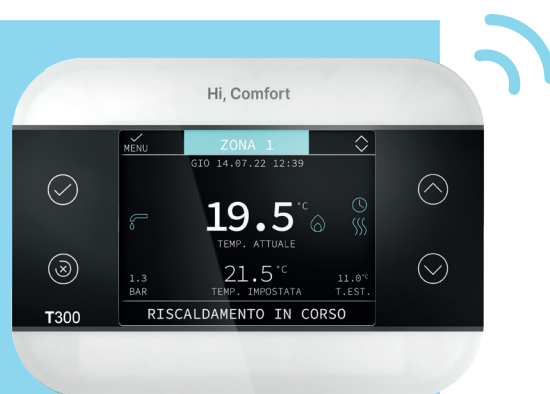 Hi, Comfort
MENU
ZONA 1
GIO 14.07.22 12:39
19.5°C
TEMP. ATTUALE
1.3
BAR
21.5°C
TEMP. IMPOSTATA
11.0°C
T.EST.
T300
RISCALDAMENTO IN CORSO